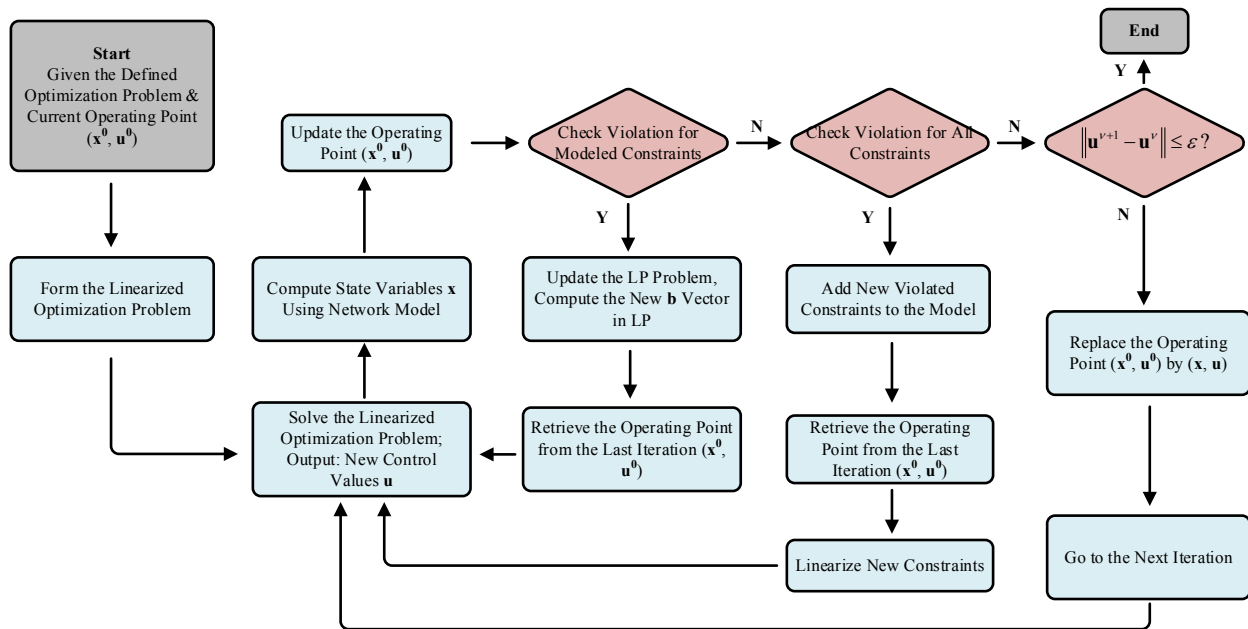 Start
Given the Defined
Optimization Problem &
Current Operating Point
(x⁰, u⁰)
Form the Linearized
Optimization Problem
Update the Operating
Point (x⁰, u⁰)
Compute State Variables x
Using Network Model
Solve the Linearized
Optimization Problem;
Output: New Control
Values u
Check Violation for
Modeled Constraints
N
Y
Update the LP Problem,
Compute the New b Vector
in LP
Retrieve the Operating Point
from the Last Iteration (x⁰,
u⁰)
Check Violation for All
Constraints
N
Y
Add New Violated
Constraints to the Model
Retrieve the Operating
Point from the Last
Iteration (x⁰, u⁰)
Linearize New Constraints
End
Y
‖u^{ν+1} − u^ν‖ ≤ ε ?
N
Replace the Operating
Point (x⁰, u⁰) by (x, u)
Go to the Next Iteration